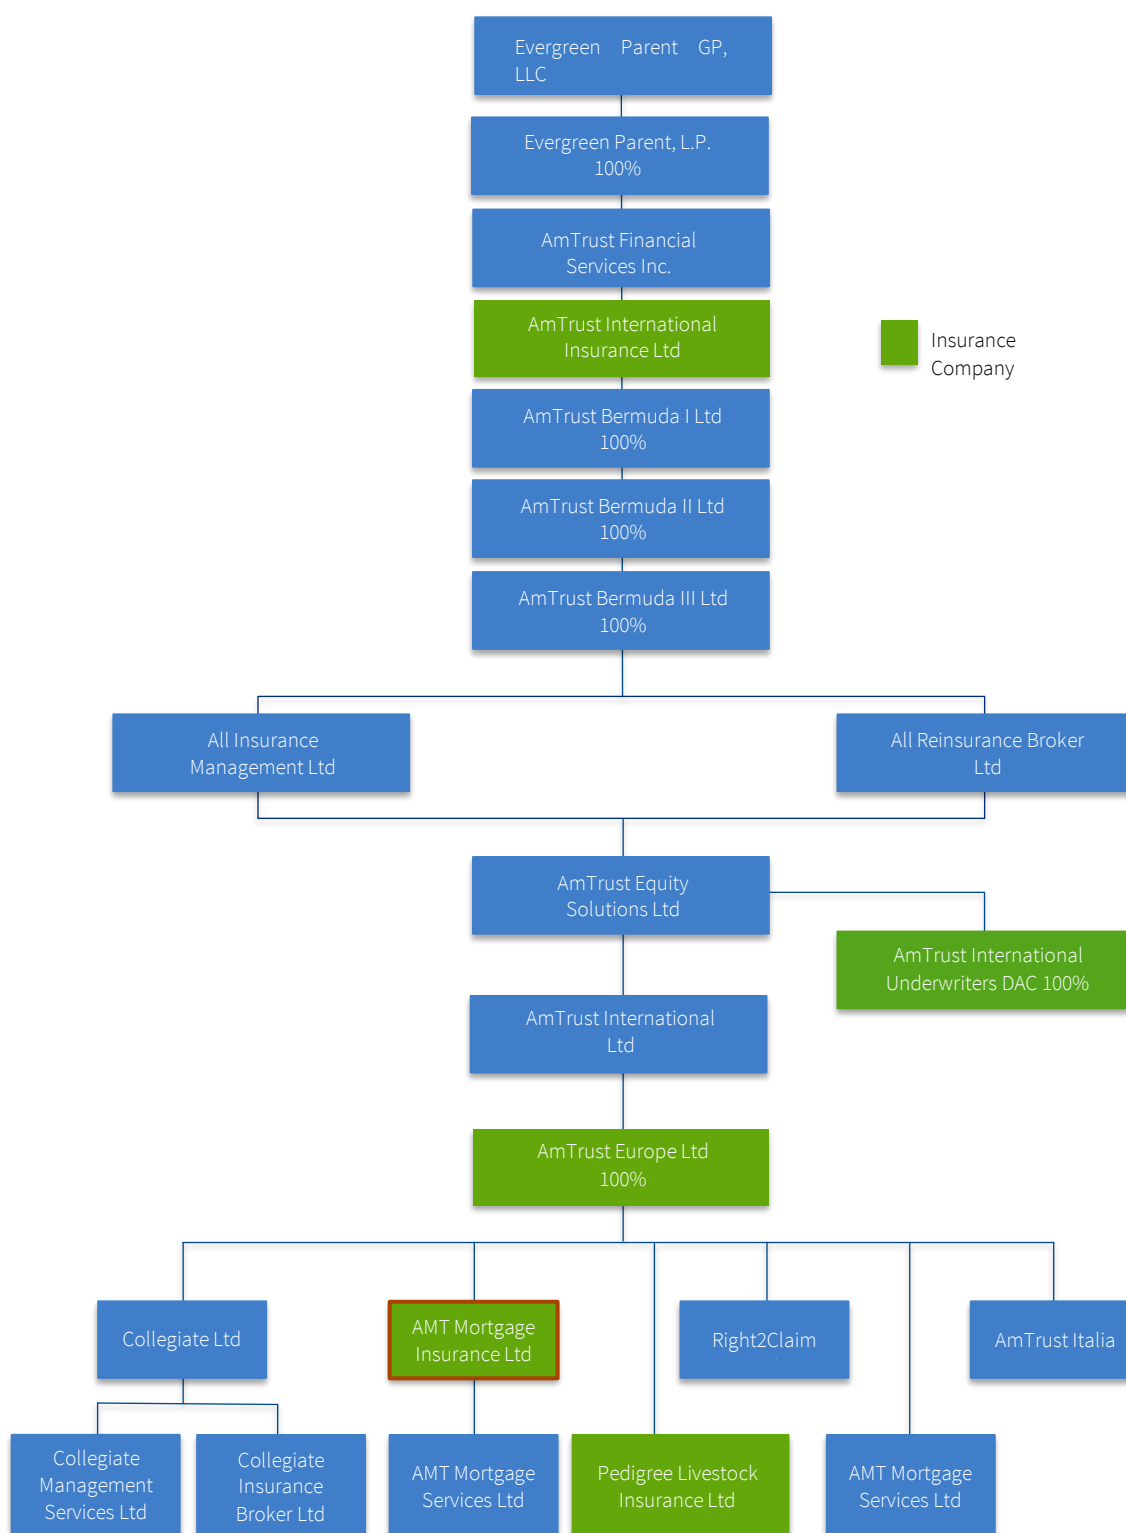 Evergreen Parent GP,
LLC
Evergreen Parent, L.P.
100%
AmTrust Financial
Services Inc.
AmTrust International
Insurance Ltd
Insurance
Company
AmTrust Bermuda I Ltd
100%
AmTrust Bermuda II Ltd
100%
AmTrust Bermuda III Ltd
100%
All Insurance
Management Ltd
All Reinsurance Broker
Ltd
AmTrust Equity
Solutions Ltd
AmTrust International
Underwriters DAC 100%
AmTrust International
Ltd
AmTrust Europe Ltd
100%
Collegiate Ltd
AMT Mortgage
Insurance Ltd
Right2Claim
AmTrust Italia
Collegiate
Management
Services Ltd
Collegiate
Insurance
Broker Ltd
AMT Mortgage
Services Ltd
Pedigree Livestock
Insurance Ltd
AMT Mortgage
Services Ltd